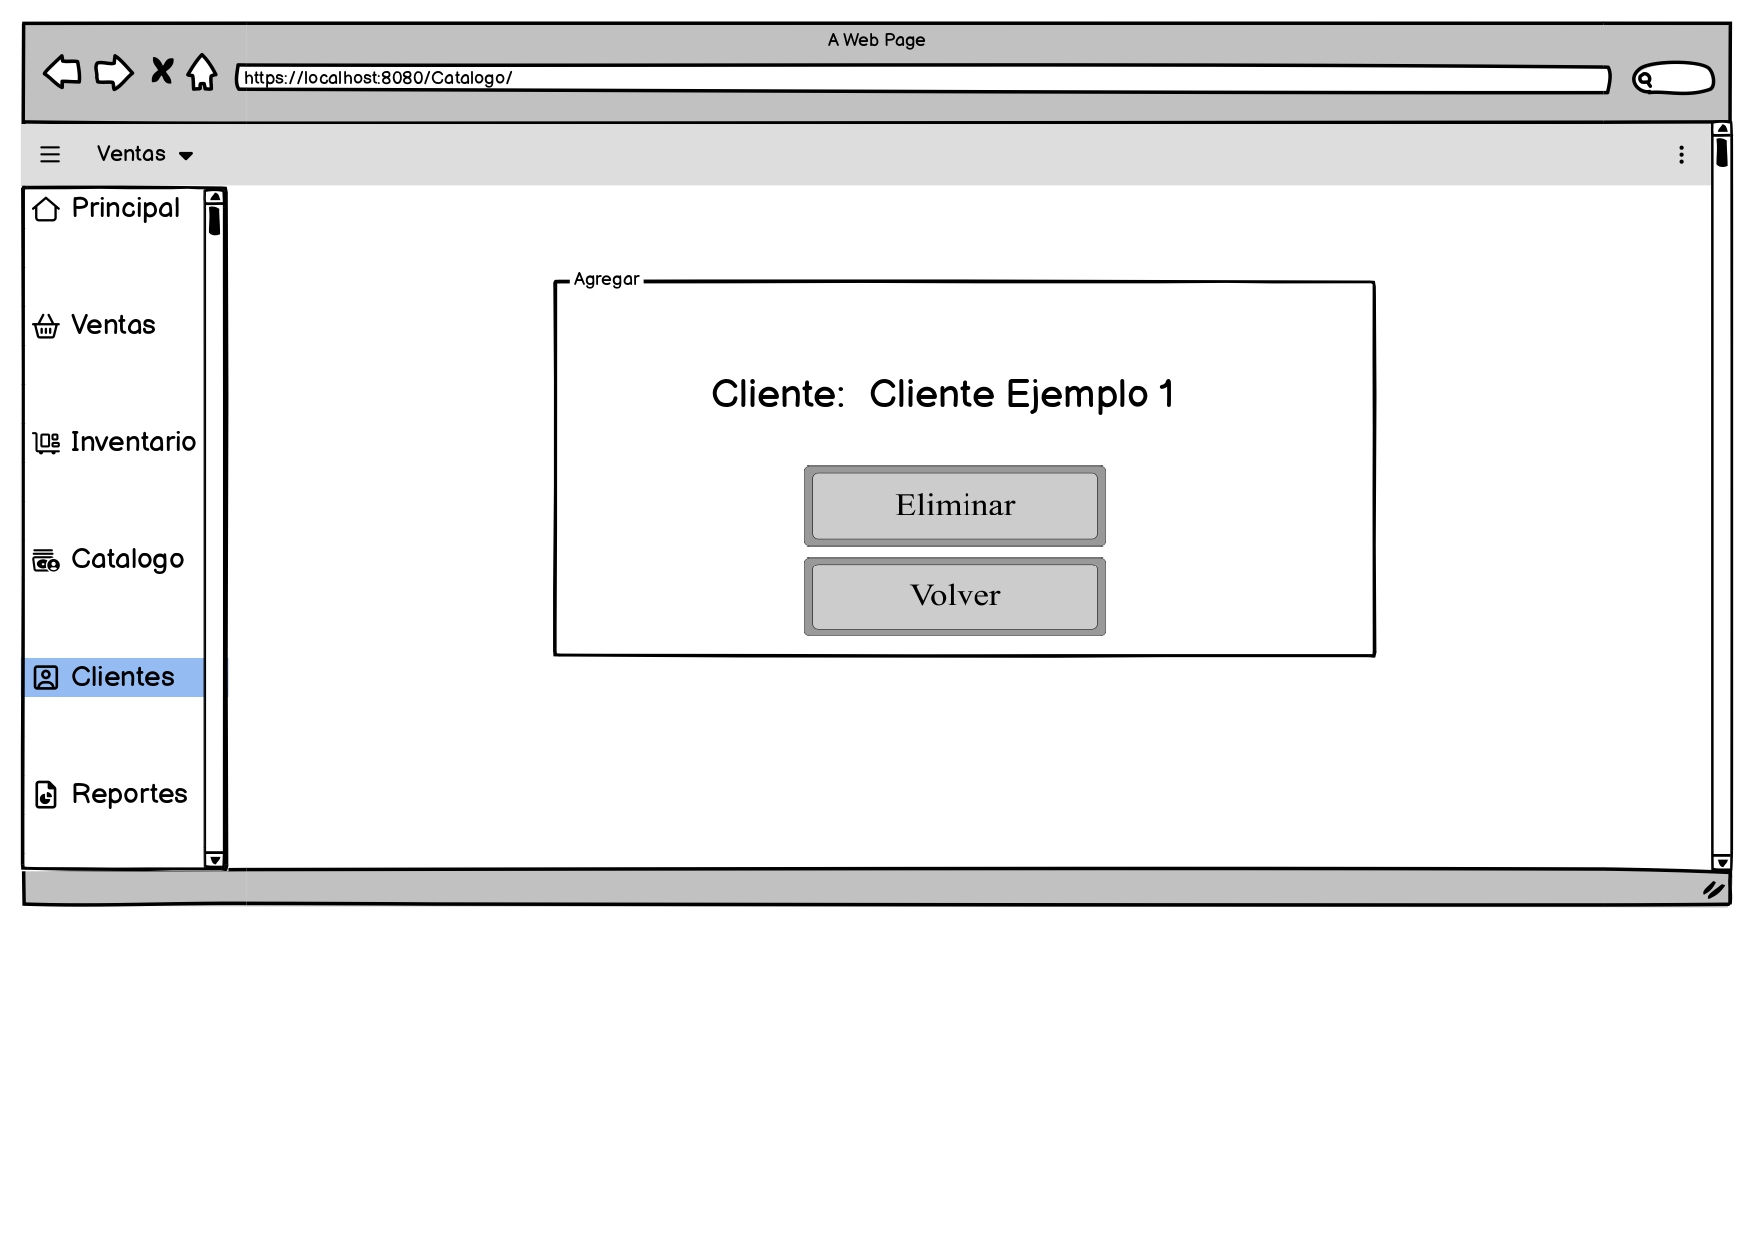 A Web Page
https://localhost:8080/Catalogo/
Ventas
Principal
Ventas
Inventario
Catalogo
Clientes
Reportes
Agregar
Cliente: Cliente Ejemplo 1
Eliminar
Volver